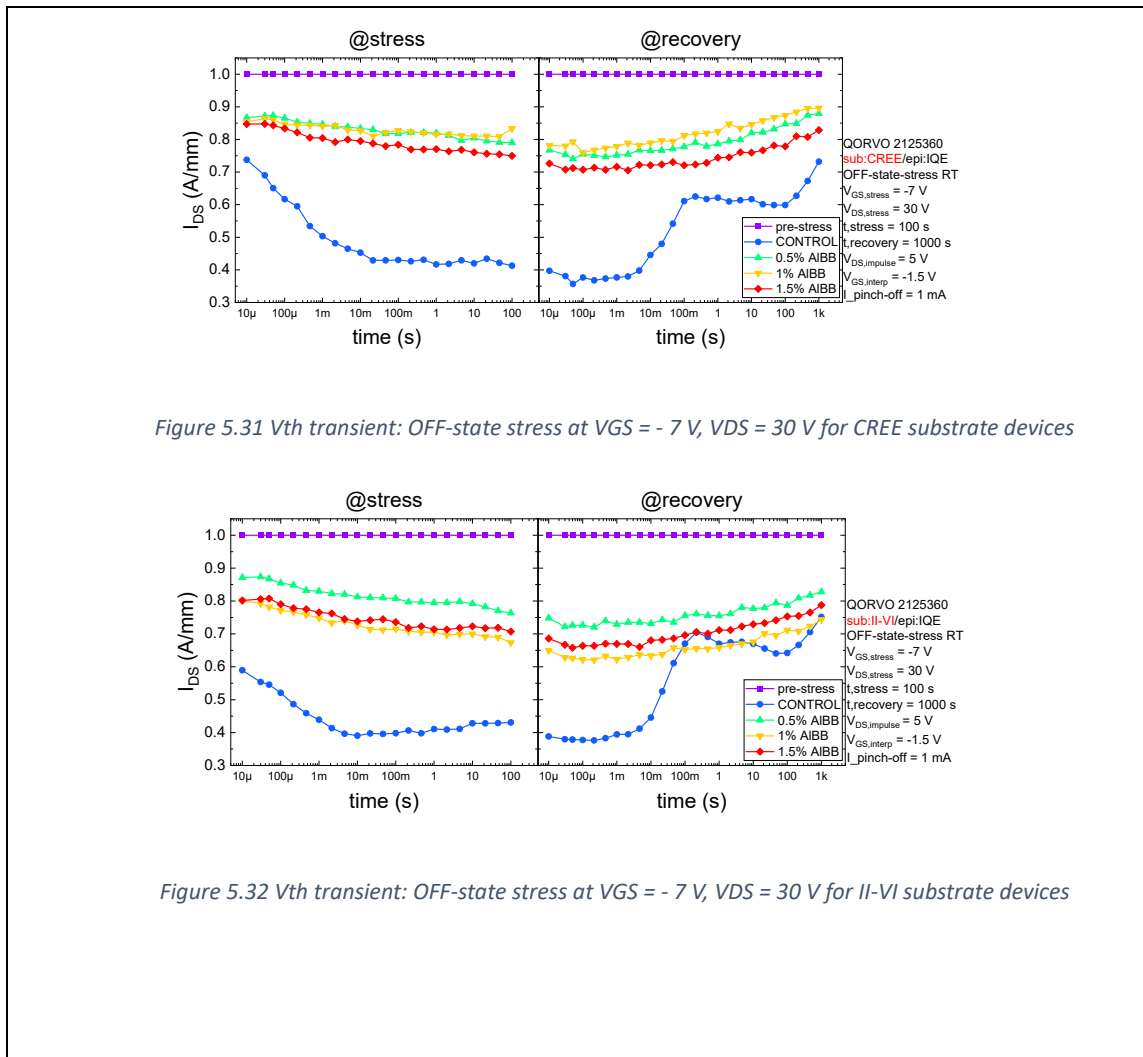 @stress @recovery
1.0
0.9
0.8
0.7
0.6
0.5
0.4
0.3
I_DS (A/mm)
10µ 100µ 1m 10m 100m 1 10 100
10µ 100µ 1m 10m 100m 1 10 100 1k
time (s) time (s)
pre-stress
CONTROL
0.5% AlBB
1% AlBB
1.5% AlBB
QORVO 2125360
sub:CREE/epi:IQE
OFF-state-stress RT
V_GS,stress = -7 V
V_DS,stress = 30 V
t,stress = 100 s
t,recovery = 1000 s
V_DS,impulse = 5 V
V_GS,interp = -1.5 V
I_pinch-off = 1 mA
Figure 5.31 Vth transient: OFF-state stress at VGS = - 7 V, VDS = 30 V for CREE substrate devices
@stress @recovery
1.0
0.9
0.8
0.7
0.6
0.5
0.4
0.3
I_DS (A/mm)
10µ 100µ 1m 10m 100m 1 10 100
10µ 100µ 1m 10m 100m 1 10 100 1k
time (s) time (s)
pre-stress
CONTROL
0.5% AlBB
1% AlBB
1.5% AlBB
QORVO 2125360
sub:II-VI/epi:IQE
OFF-state-stress RT
V_GS,stress = -7 V
V_DS,stress = 30 V
t,stress = 100 s
t,recovery = 1000 s
V_DS,impulse = 5 V
V_GS,interp = -1.5 V
I_pinch-off = 1 mA
Figure 5.32 Vth transient: OFF-state stress at VGS = - 7 V, VDS = 30 V for II-VI substrate devices